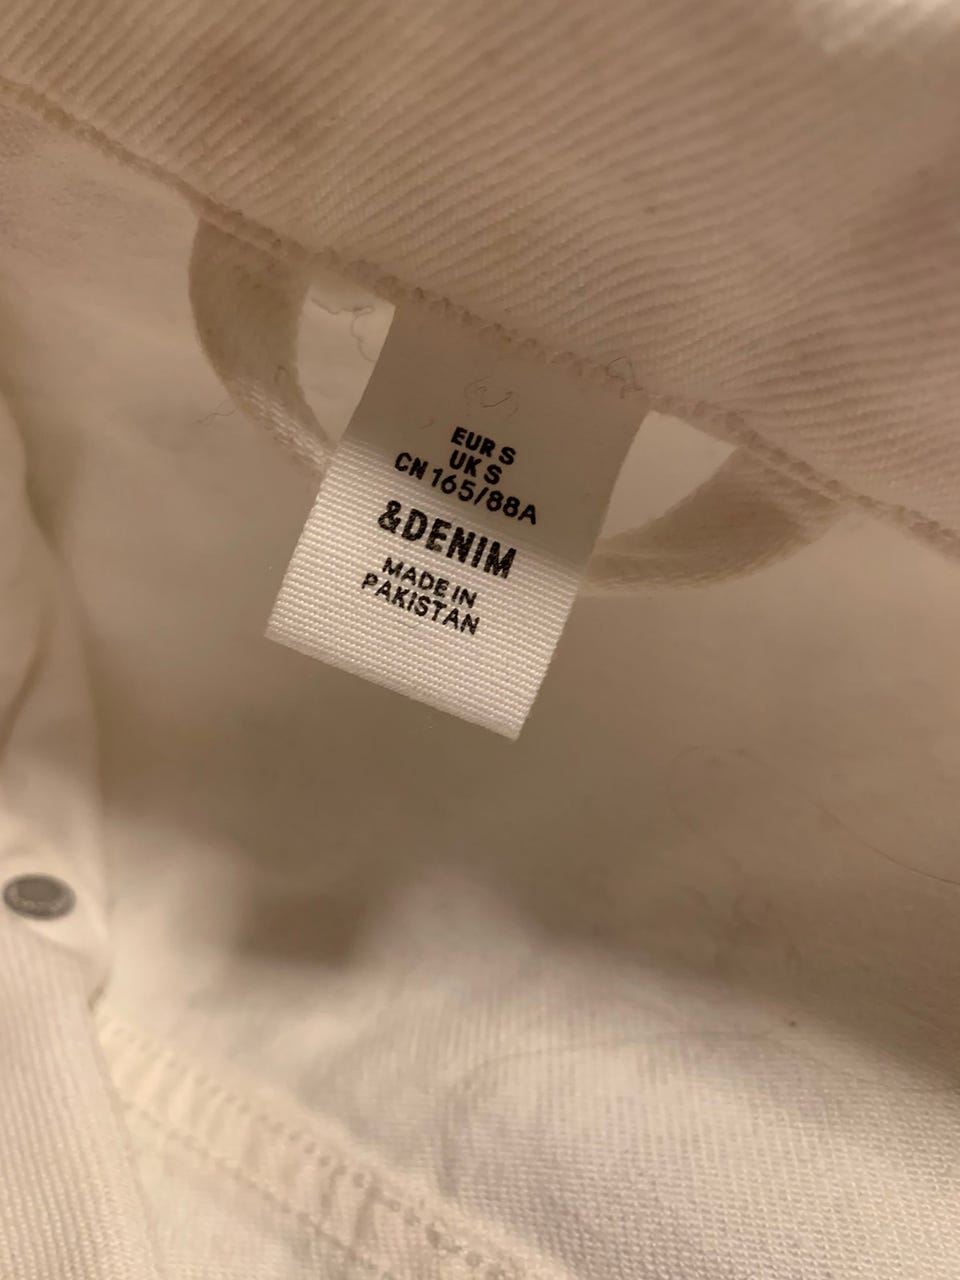 EUR S
UK S
CN 165/88A
&DENIM
MADE IN
PAKISTAN